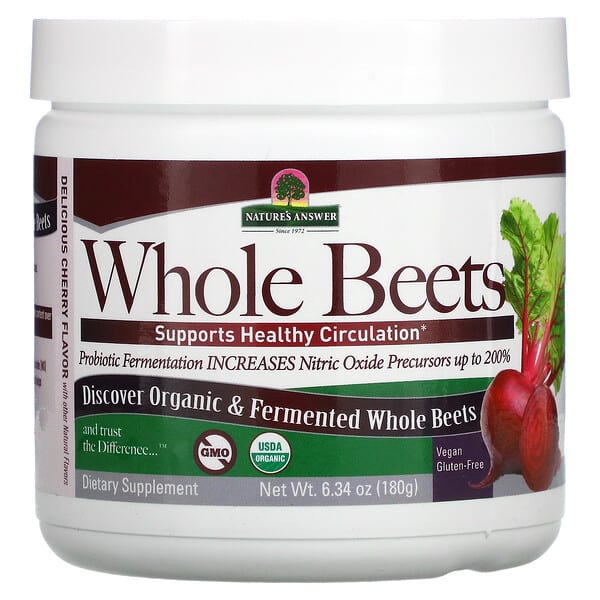 NATURE'S ANSWER
Since 1972
Whole Beets
Supports Healthy Circulation*
Probiotic Fermentation INCREASES Nitric Oxide Precursors up to 200%
Discover Organic & Fermented Whole Beets
and trust
the Difference...™
GMO
USDA
ORGANIC
Vegan
Gluten-Free
Dietary Supplement
Net Wt. 6.34 oz (180g)
DELICIOUS CHERRY FLAVOR
with other Natural Flavors
Beets